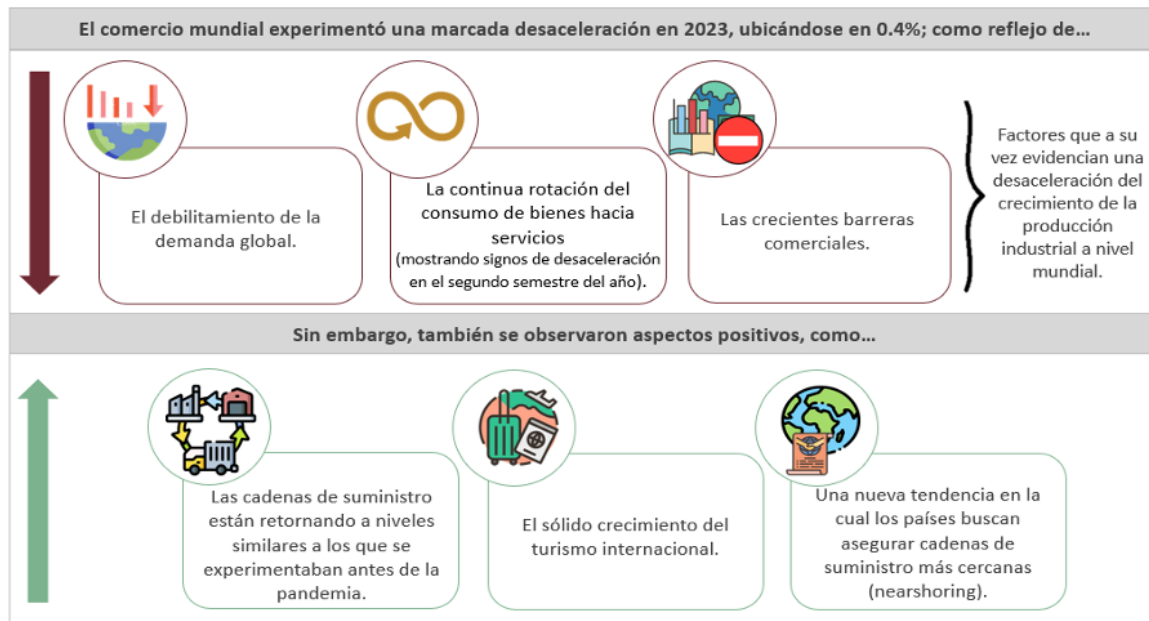 El comercio mundial experimentó una marcada desaceleración en 2023, ubicándose en 0.4%; como reflejo de…
El debilitamiento de la
demanda global.
La continua rotación del
consumo de bienes hacia
servicios
(mostrando signos de desaceleración
en el segundo semestre del año).
Las crecientes barreras
comerciales.
Factores que a su
vez evidencian una
desaceleración del
crecimiento de la
producción
industrial a nivel
mundial.
Sin embargo, también se observaron aspectos positivos, como…
Las cadenas de suministro
están retornando a niveles
similares a los que se
experimentaban antes de la
pandemia.
El sólido crecimiento del
turismo internacional.
Una nueva tendencia en la
cual los países buscan
asegurar cadenas de
suministro más cercanas
(nearshoring).